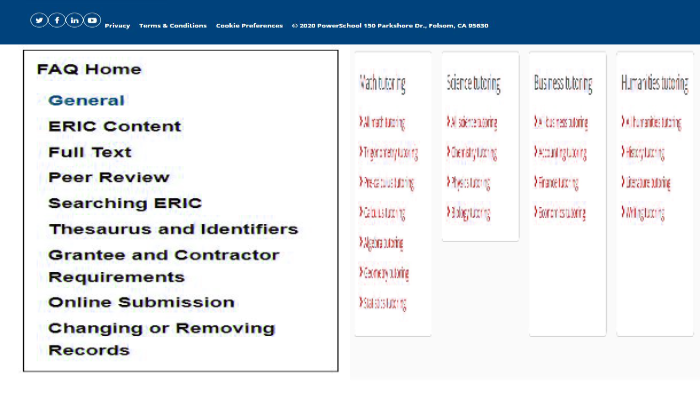 Privacy Terms & Conditions Cookie Preferences © 2020 PowerSchool 150 Parkshore Dr., Folsom, CA 95630
FAQ Home
General
ERIC Content
Full Text
Peer Review
Searching ERIC
Thesaurus and Identifiers
Grantee and Contractor
Requirements
Online Submission
Changing or Removing
Records
Math tutoring
All math tutoring
Trigonometry tutoring
Pre-calculus tutoring
Calculus tutoring
Algebra tutoring
Geometry tutoring
Statistics tutoring
Science tutoring
All science tutoring
Chemistry tutoring
Physics tutoring
Biology tutoring
Business tutoring
All business tutoring
Accounting tutoring
Finance tutoring
Economics tutoring
Humanities tutoring
All humanities tutoring
History tutoring
Literature tutoring
Writing tutoring